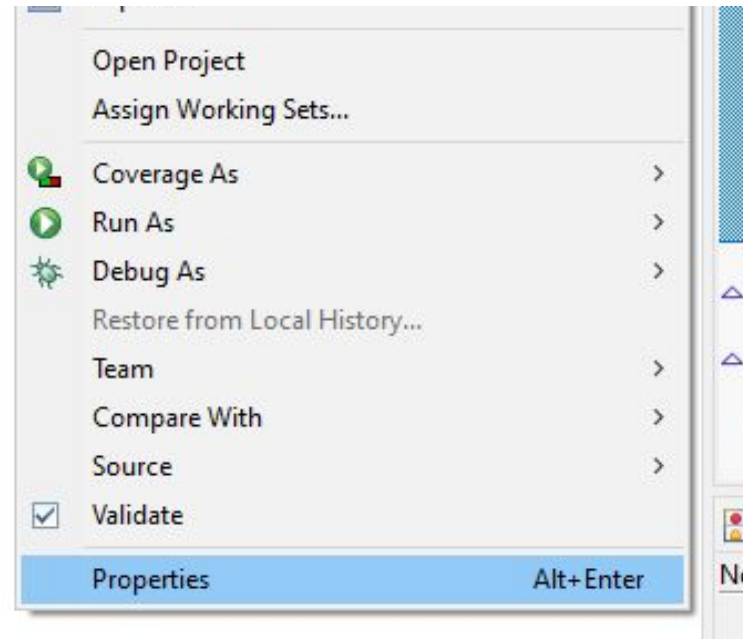 Open Project
Assign Working Sets...
Coverage As
Run As
Debug As
Restore from Local History...
Team
Compare With
Source
Validate
Properties Alt+Enter